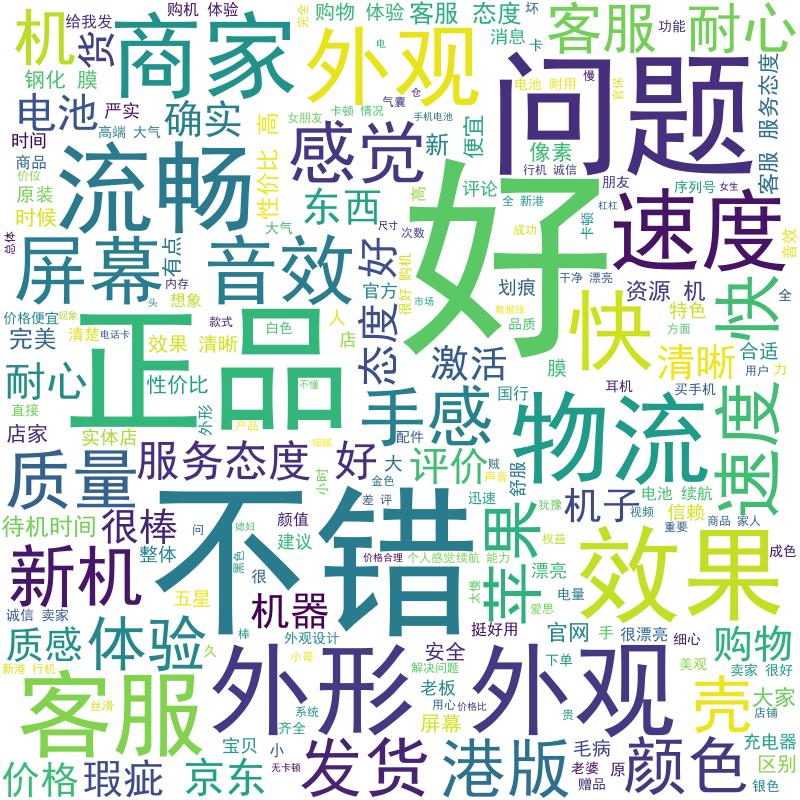 机
给我发
购机 体验
完全
坏
购物 体验
客服 态度
客服 耐心
功能
货
商家
外观
电
消息
卡
钢化 膜
问题
电池
严实
确实
高
女朋友
卡顿 情况
仓
气囊
手机电池
电池 耐用
慢
官保
服务态度
时间
高端 大气
商品
价位
流畅
性价比
感觉
新
便宜
像素
行机 诚信
朋友
客服
原装
评论
序列号
女生
时候
东西
高
全 新港
杠杠
好
速度
总体
屏幕
有点
音效
大气
尺寸
次数
成功
卡顿
音效
内存
官方
很好 购机
划痕
干净 漂亮
资源 机
全
想象
市场
价格便宜
现象
头
款式
人
态度 好
数据线
快
特色
快
完美
清楚
电话卡
正品
白色
店
品质
方面
效果 清晰
激活
清晰
合适
耐心
性价比
不懂
膜
用户
力
国行
耳机
买手机
直接
外形
产品
手感
物流
速度
店家
实体店
细腻
配件
质量
服务态度 好
大
评价
贼
舒服
小时
金色
声音
机子
电池 续航
待机时间
很棒
问
颜值
差 评
迅速
犹豫
视频
信赖
不错
苹果
重要
商品 家人
整体
媳妇
建议
权益
效果
成色
新机
很
黑色
价格合理
个人感觉续航 能力
太慢
漂亮
五星
机器
爱思
电量
诚信 卖家
棒
外观设计
挺好用
官网
手
很漂亮
细心
购物
质感
体验
久
小哥
安全
下单
美观
新港 行机
外形
解决问题
外观
卖家 很好
客服
丝滑
系统
老板
用心
价格比
壳
大家
齐全
屏幕
贵
店铺
宝贝
小
发货
港版
毛病
颜色
充电器
价格
瑕疵
京东
无卡顿
老婆
原
区别
赠品
银色